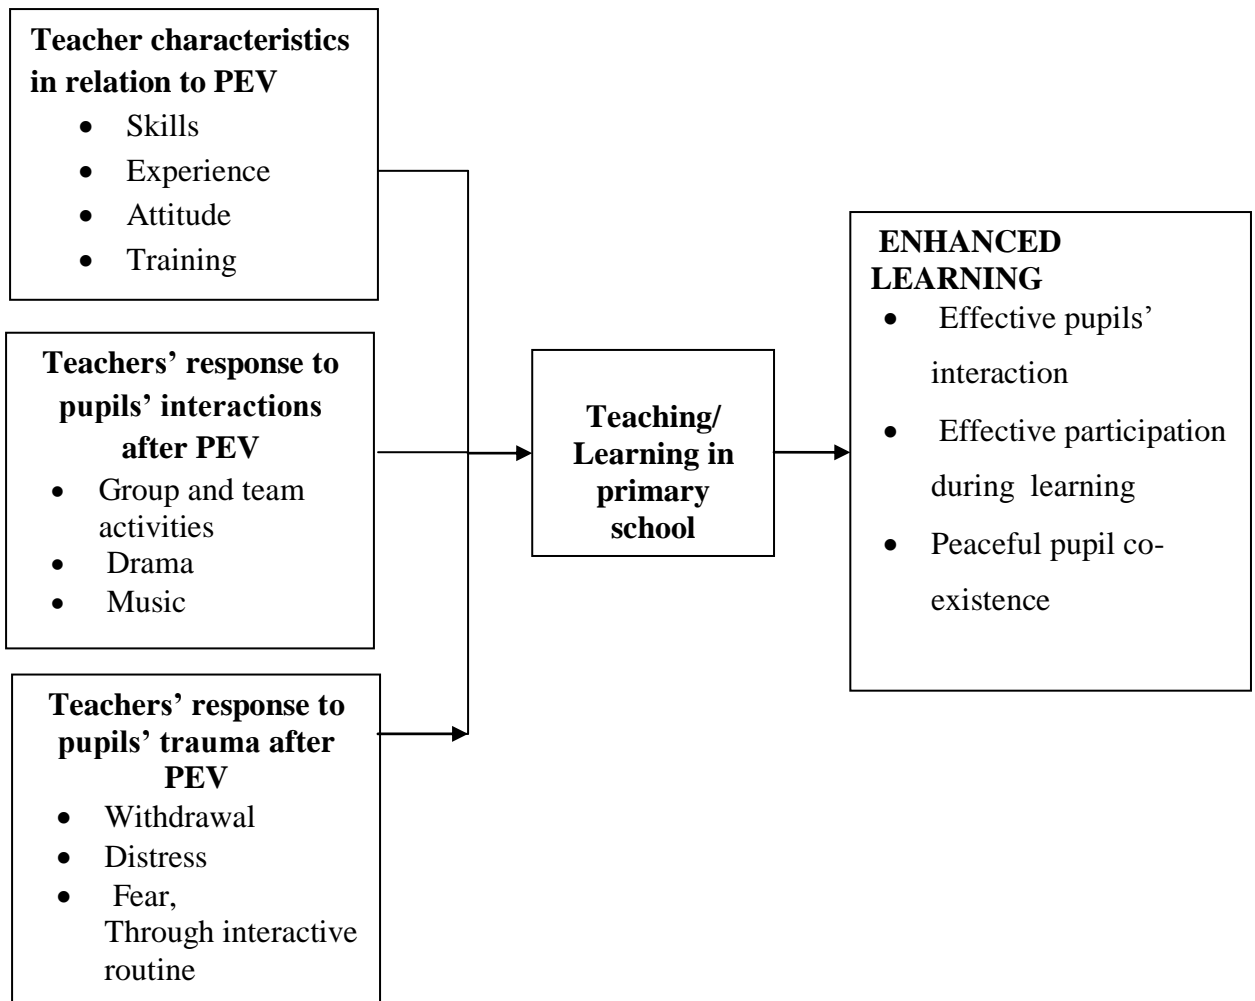 Teacher characteristics
in relation to PEV
• Skills
• Experience
• Attitude
• Training
Teachers’ response to
pupils’ interactions
after PEV
• Group and team
activities
• Drama
• Music
Teachers’ response to
pupils’ trauma after
PEV
• Withdrawal
• Distress
• Fear,
Through interactive
routine
Teaching/
Learning in
primary
school
ENHANCED
LEARNING
• Effective pupils’
interaction
• Effective participation
during learning
• Peaceful pupil co-
existence